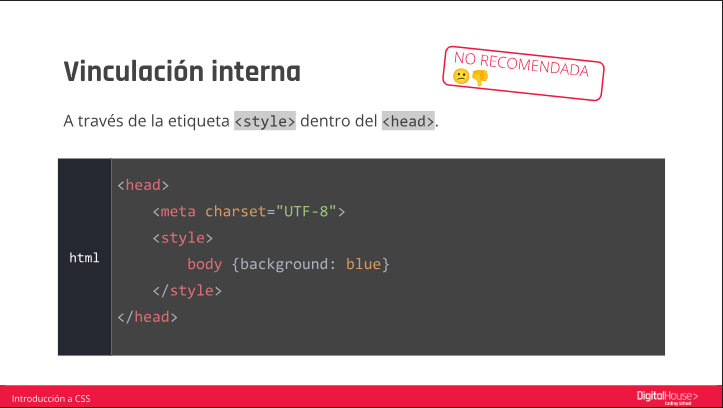 Vinculación interna
NO RECOMENDADA
😕👎
A través de la etiqueta <style> dentro del <head>.
html
<head>
    <meta charset="UTF-8">
    <style>
        body {background: blue}
    </style>
</head>
Introducción a CSS
DigitalHouse>
Coding School